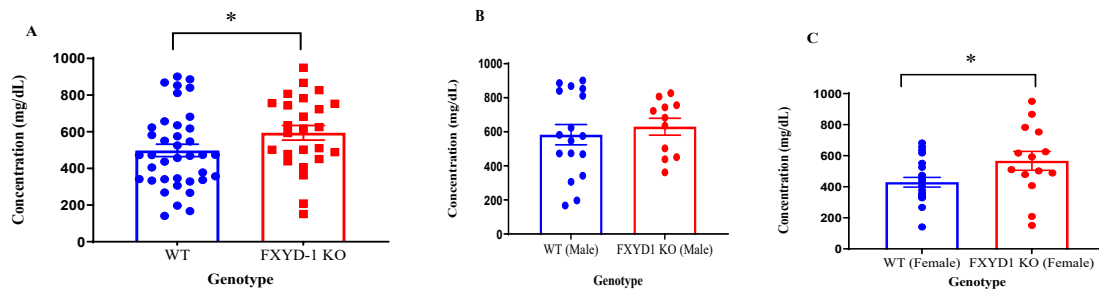 A
*
Concentration (mg/dL)
1000
800
600
400
200
0
WT
FXYD-1 KO
Genotype
B
Concentration (mg/dL)
1000
800
600
400
200
0
WT (Male)
FXYD1 KO (Male)
Genotype
C
*
Concentration (mg/dL)
1000
800
600
400
200
0
WT (Female)
FXYD1 KO (Female)
Genotype